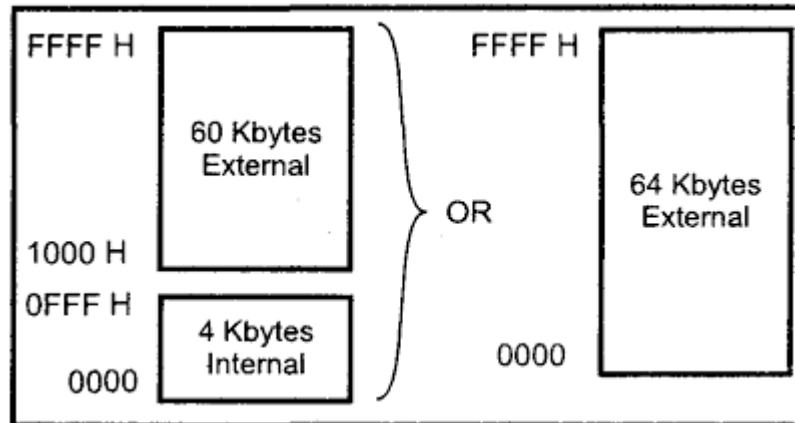 FFFF H
60 Kbytes
External
1000 H
0FFF H
4 Kbytes
Internal
0000
OR
FFFF H
64 Kbytes
External
0000